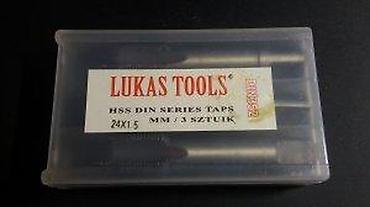 LUKAS TOOLS®
HSS DIN SERIES TAPS
24X1.5 MM / 3 SZTUIK